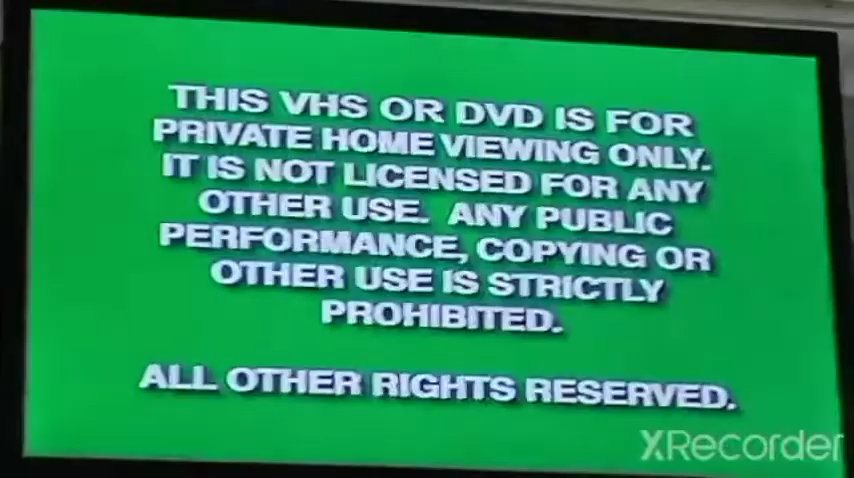 THIS VHS OR DVD IS FOR
PRIVATE HOME VIEWING ONLY.
IT IS NOT LICENSED FOR ANY
OTHER USE. ANY PUBLIC
PERFORMANCE, COPYING OR
OTHER USE IS STRICTLY
PROHIBITED.
ALL OTHER RIGHTS RESERVED.
XRecorder